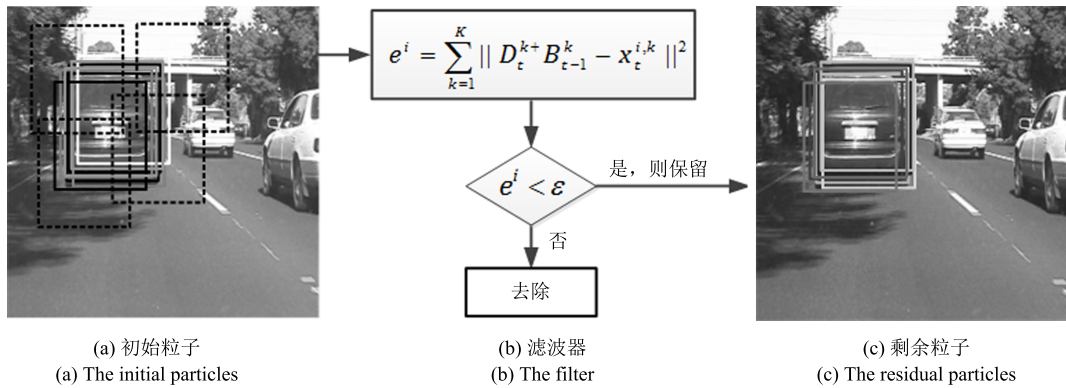 e^i = \sum_{k=1}^{K} || D_t^{k+} B_{t-1}^k - x_t^{i,k} ||^2
e^i < ε
是，则保留
否
去除
(a) 初始粒子
(a) The initial particles
(b) 滤波器
(b) The filter
(c) 剩余粒子
(c) The residual particles